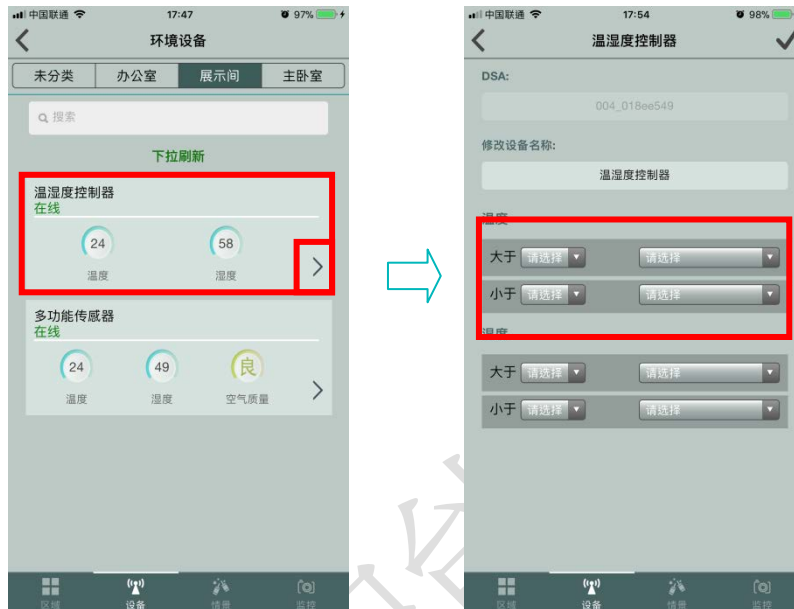 中国联通
17:47
97%
环境设备
未分类
办公室
展示间
主卧室
搜索
下拉刷新
温湿度控制器
在线
24
58
温度
湿度
多功能传感器
在线
24
49
良
温度
湿度
空气质量
区域
设备
情景
监控
中国联通
17:54
98%
温湿度控制器
DSA:
004_018ee549
修改设备名称:
温湿度控制器
温度
大于 请选择 请选择
小于 请选择 请选择
大于 请选择 请选择
小于 请选择 请选择
区域
设备
情景
监控